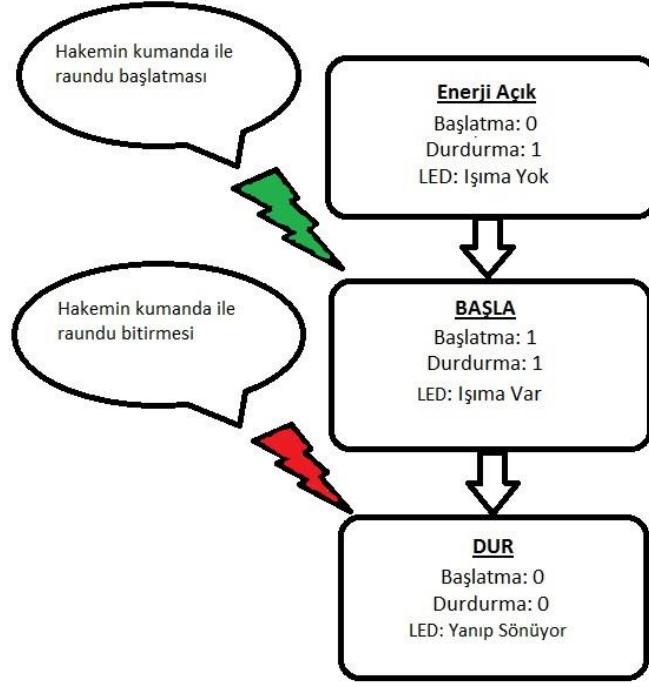 Hakemin kumanda ile
raundu başlatması
Enerji Açık
Başlatma: 0
Durdurma: 1
LED: Işıma Yok
Hakemin kumanda ile
raundu bitirmesi
BAŞLA
Başlatma: 1
Durdurma: 1
LED: Işıma Var
DUR
Başlatma: 0
Durdurma: 0
LED: Yanıp Sönüyor